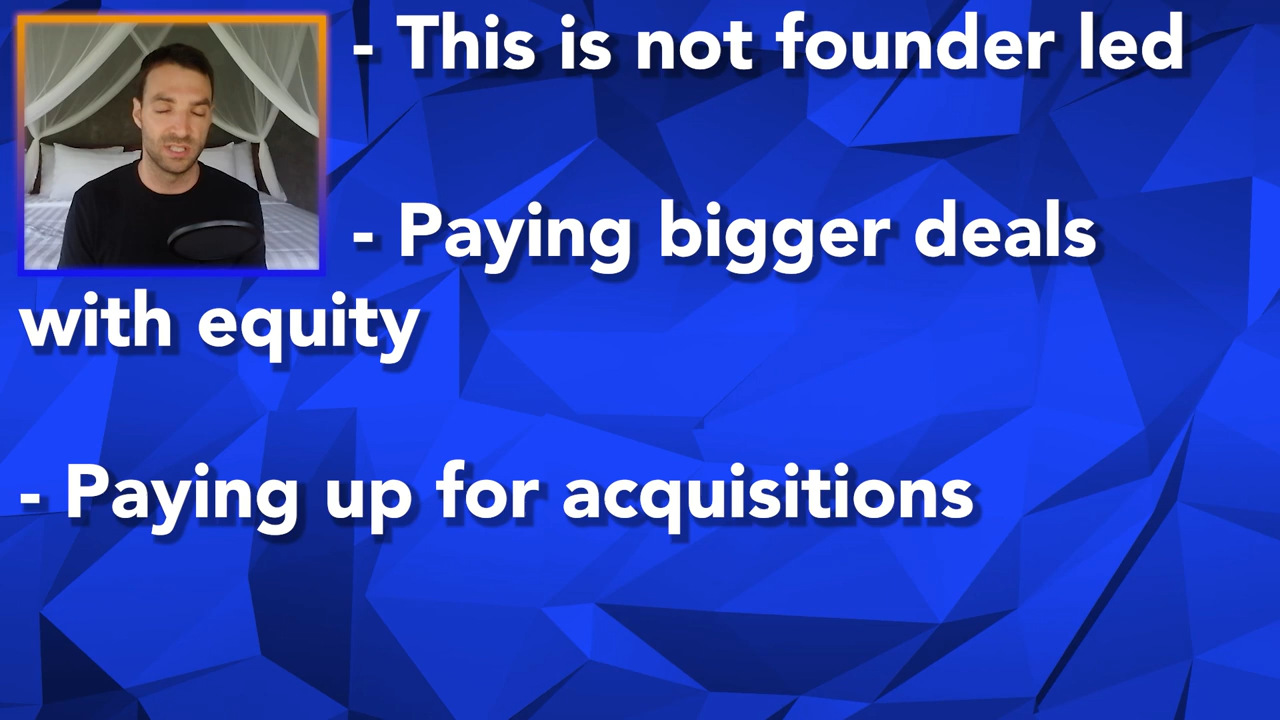 - This is not founder led
- Paying bigger deals
with equity
- Paying up for acquisitions